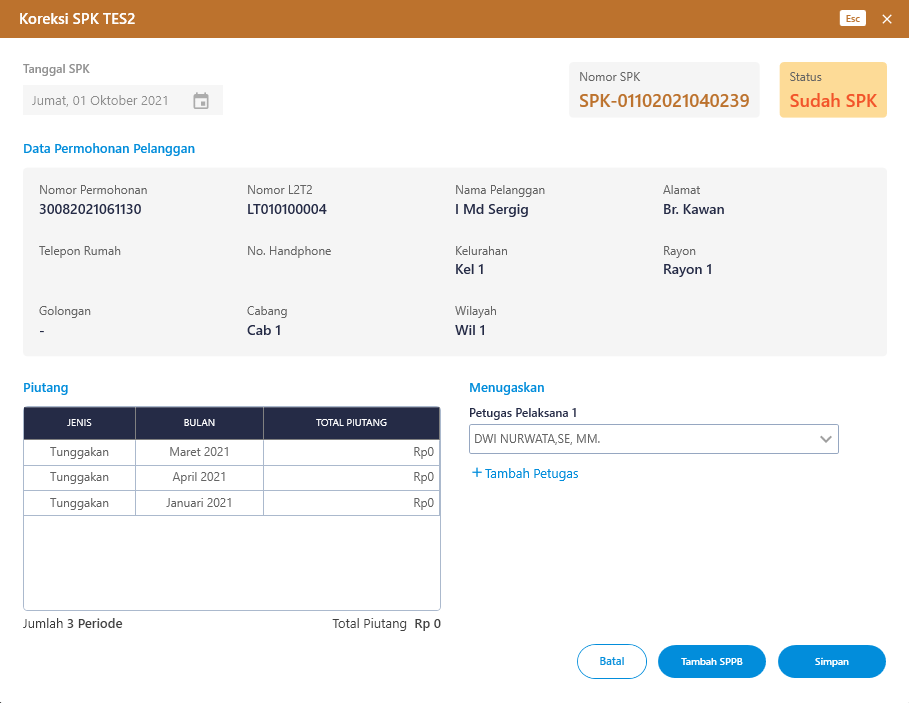 Koreksi SPK TES2
Esc
Tanggal SPK
Jumat, 01 Oktober 2021
Nomor SPK
SPK-01102021040239
Status
Sudah SPK
Data Permohonan Pelanggan
Nomor Permohonan
30082021061130
Nomor L2T2
LT010100004
Nama Pelanggan
I Md Sergig
Alamat
Br. Kawan
Telepon Rumah
No. Handphone
Kelurahan
Kel 1
Rayon
Rayon 1
Golongan
-
Cabang
Cab 1
Wilayah
Wil 1
Piutang
JENIS BULAN TOTAL PIUTANG
Tunggakan Maret 2021 Rp0
Tunggakan April 2021 Rp0
Tunggakan Januari 2021 Rp0
Jumlah 3 Periode
Total Piutang Rp 0
Menugaskan
Petugas Pelaksana 1
DWI NURWATA,SE, MM.
+ Tambah Petugas
Batal
Tambah SPPB
Simpan